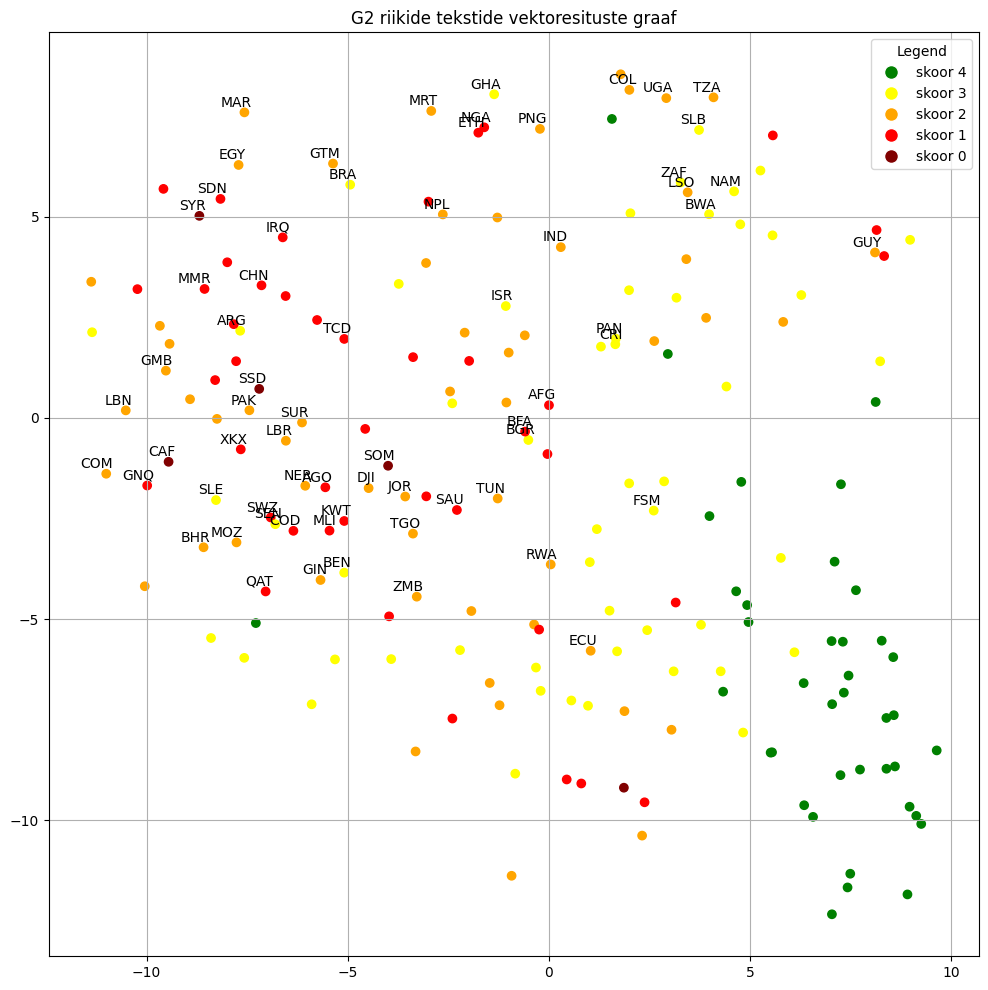 G2 riikide tekstide vektoresituste graaf
Legend
skoor 4
skoor 3
skoor 2
skoor 1
skoor 0
COL
UGA
TZA
GHA
MRT
MAR
NGA
ETH
PNG
SLB
EGY
GTM
BRA
ZAF
LSO
NAM
SDN
SYR
NPL
BWA
IRQ
IND
GUY
MMR
CHN
ISR
ARG
TCD
PAN
CRI
GMB
SSD
AFG
LBN
PAK
SUR
BFA
BGR
LBR
XKX
CAF
SOM
COM
GNQ
NER
AGO
DJI
JOR
TUN
SAU
SLE
SWZ
SEN
COD
MLI
KWT
FSM
BHR
MOZ
TGO
BEN
RWA
QAT
GIN
ZMB
ECU
5
0
−5
−10
−10
−5
0
5
10